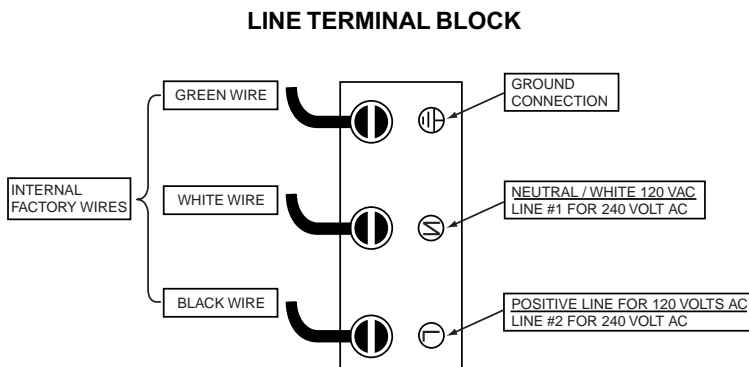 LINE TERMINAL BLOCK
GREEN WIRE
GROUND
CONNECTION
INTERNAL
FACTORY WIRES
WHITE WIRE
N
NEUTRAL / WHITE 120 VAC
LINE #1 FOR 240 VOLT AC
BLACK WIRE
L
POSITIVE LINE FOR 120 VOLTS AC
LINE #2 FOR 240 VOLT AC